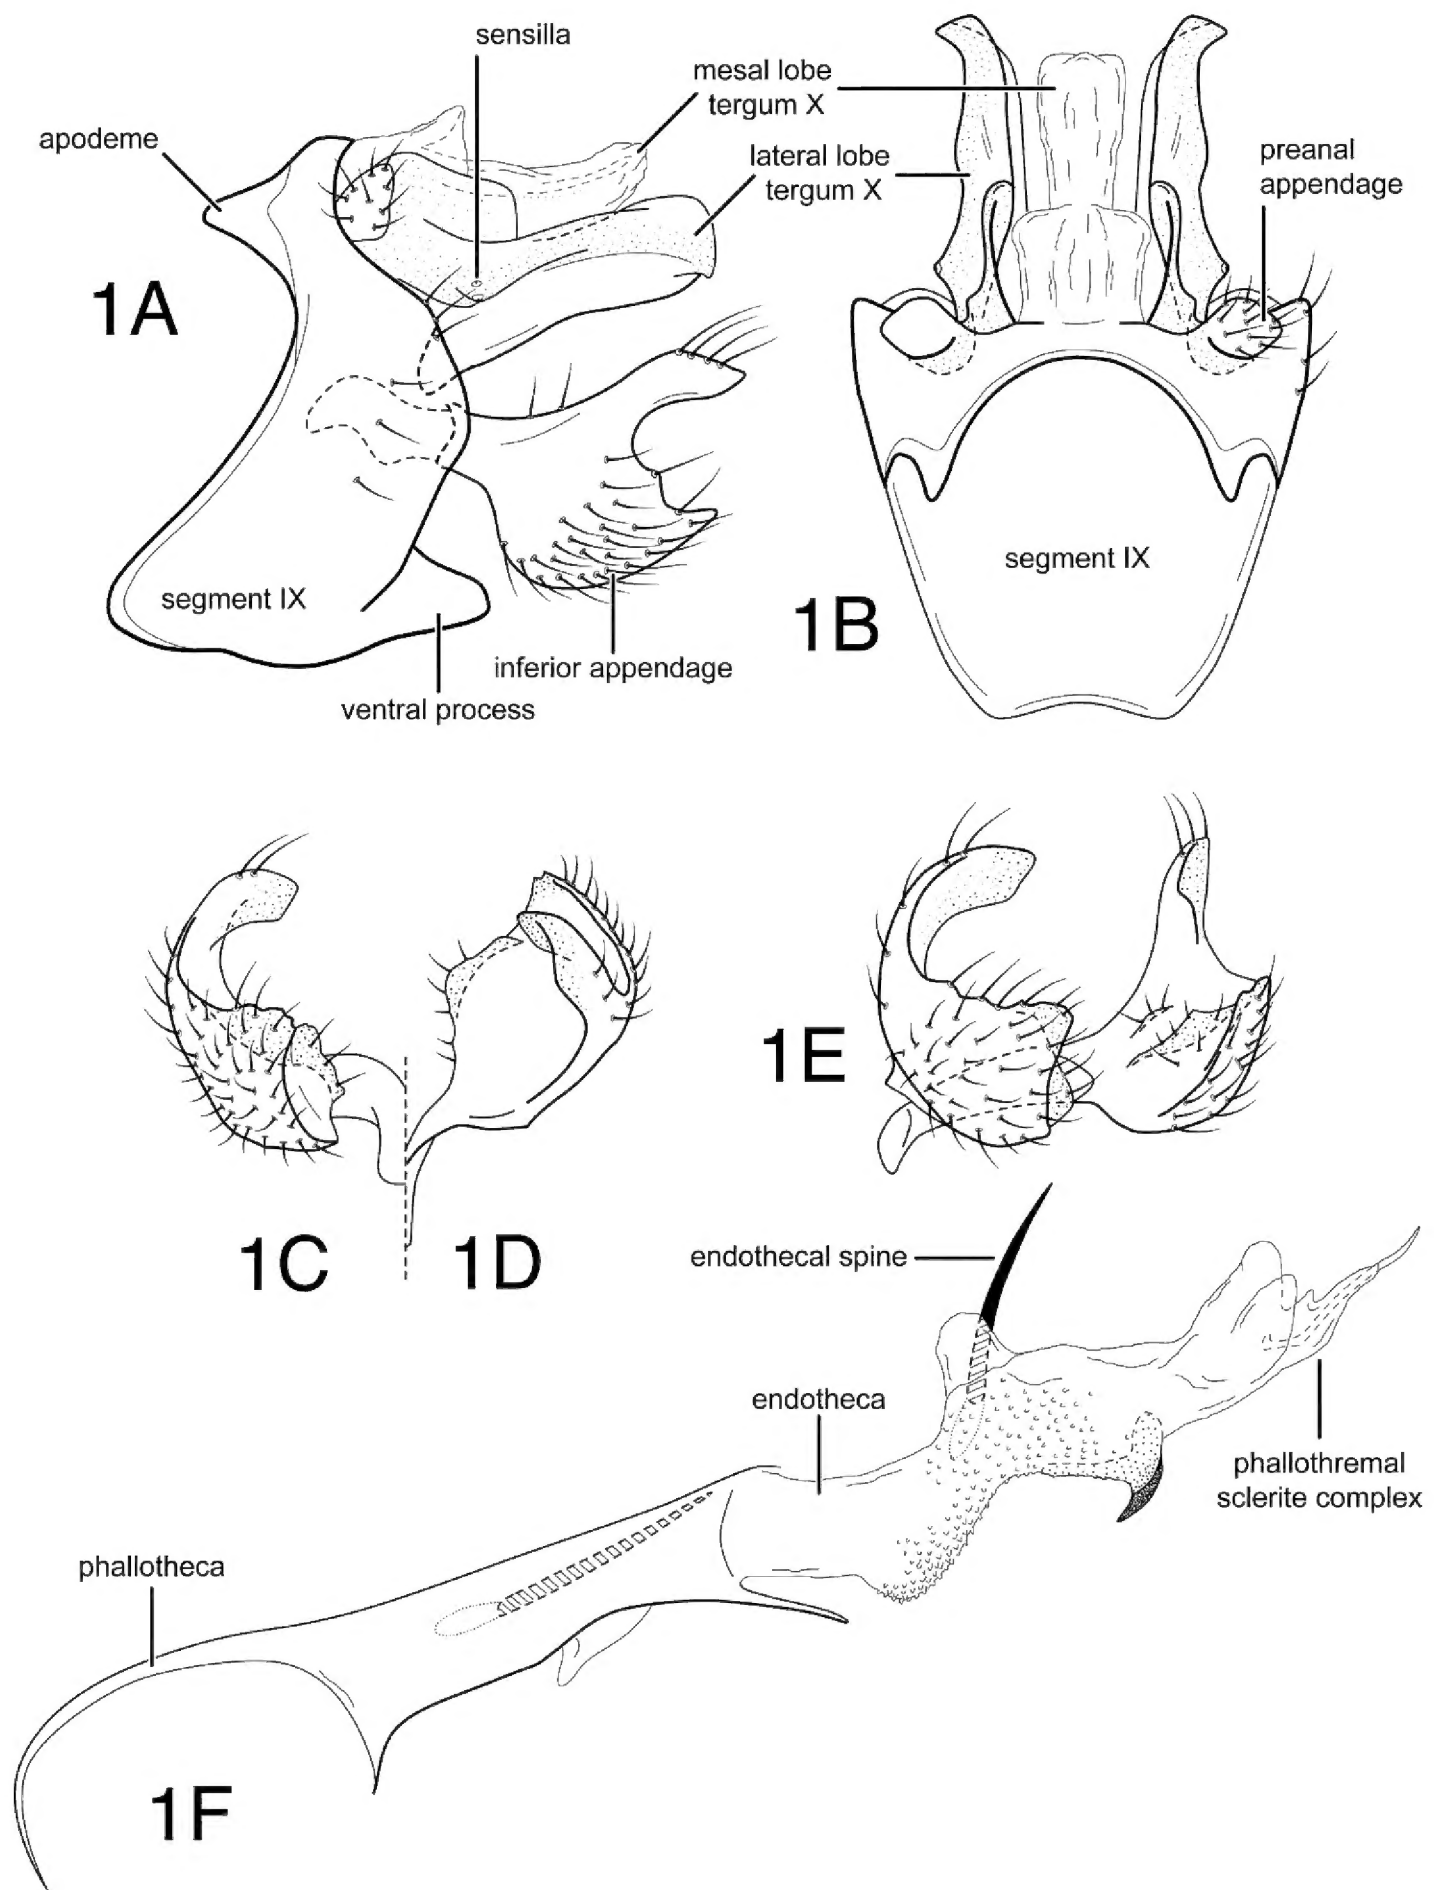 sensilla
mesal lobe
tergum X
apodeme
lateral lobe
tergum X
preanal
appendage
1A
segment IX
segment IX
1B
inferior appendage
ventral process
1E
1C
1D
endothecal spine
endotheca
phallothremal
sclerite complex
phallotheca
1F